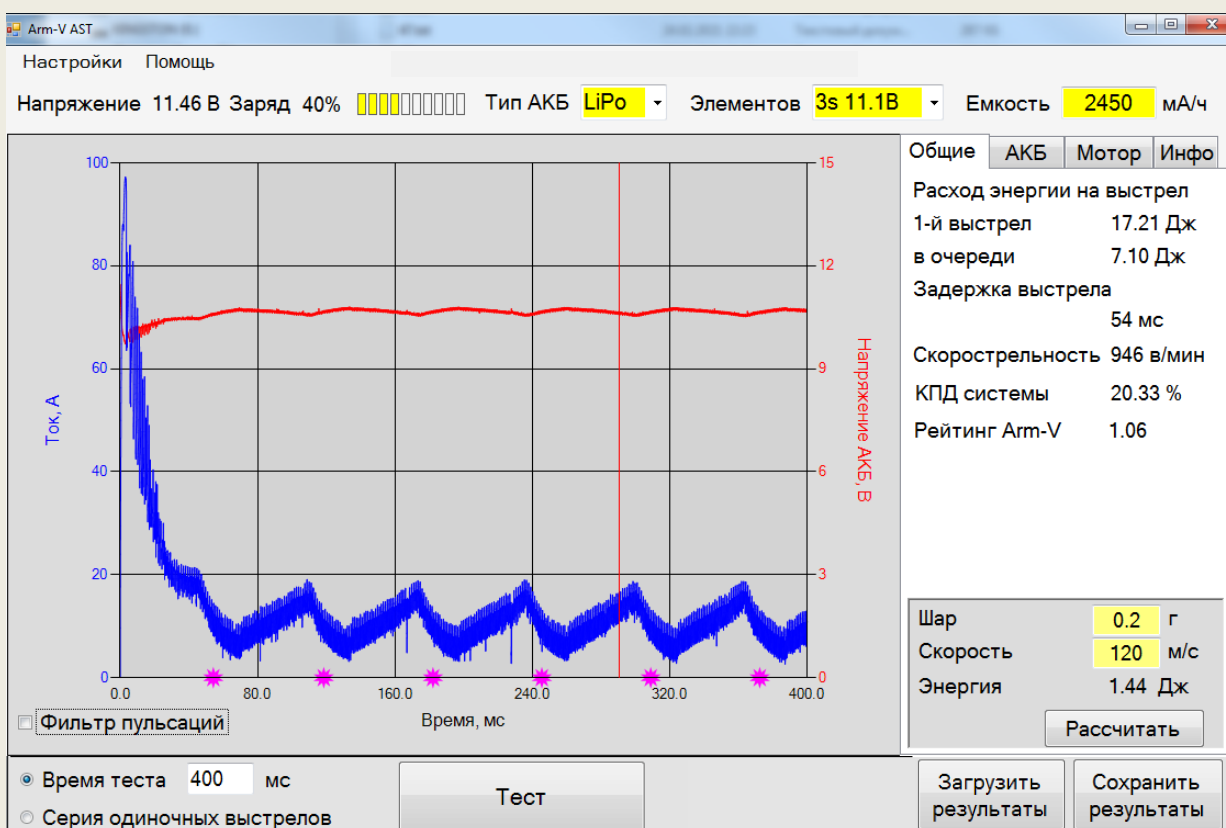 Arm-V AST
Настройки Помощь
Напряжение 11.46 В Заряд 40% Тип АКБ LiPo Элементов 3s 11.1В Емкость 2450 мА/ч
Общие АКБ Мотор Инфо
Расход энергии на выстрел
1-й выстрел 17.21 Дж
в очереди 7.10 Дж
Задержка выстрела
54 мс
Скорострельность 946 в/мин
КПД системы 20.33 %
Рейтинг Arm-V 1.06
100
80
60
40
20
0
Ток, А
15
12
9
6
3
0
Напряжение АКБ, В
0.0 80.0 160.0 240.0 320.0 400.0
Время, мс
Фильтр пульсаций
Шар 0.2 г
Скорость 120 м/с
Энергия 1.44 Дж
Рассчитать
Время теста 400 мс
Серия одиночных выстрелов
Тест
Загрузить
результаты
Сохранить
результаты